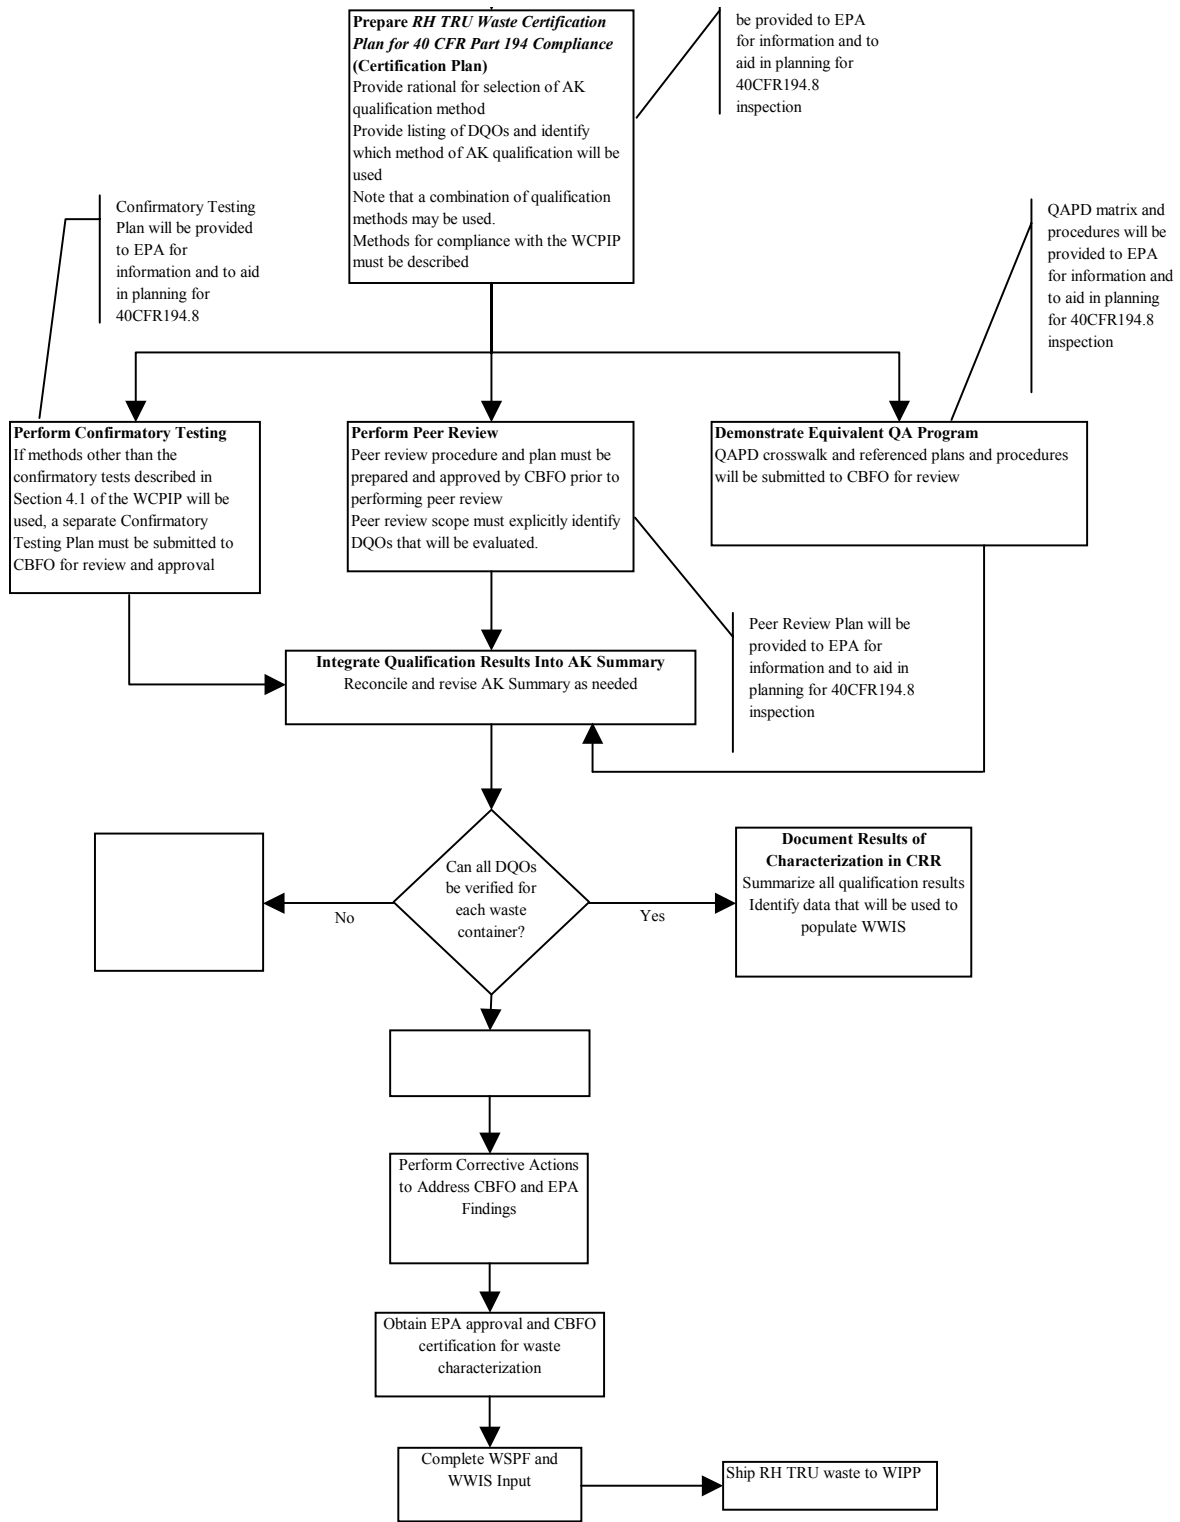 Prepare RH TRU Waste Certification
Plan for 40 CFR Part 194 Compliance
(Certification Plan)
Provide rational for selection of AK
qualification method
Provide listing of DQOs and identify
which method of AK qualification will be
used
Note that a combination of qualification
methods may be used.
Methods for compliance with the WCPIP
must be described
be provided to EPA
for information and to
aid in planning for
40CFR194.8
inspection
Confirmatory Testing
Plan will be provided
to EPA for
information and to aid
in planning for
40CFR194.8
QAPD matrix and
procedures will be
provided to EPA
for information and
to aid in planning
for 40CFR194.8
inspection
Perform Confirmatory Testing
If methods other than the
confirmatory tests described in
Section 4.1 of the WCPIP will be
used, a separate Confirmatory
Testing Plan must be submitted to
CBFO for review and approval
Perform Peer Review
Peer review procedure and plan must be
prepared and approved by CBFO prior to
performing peer review
Peer review scope must explicitly identify
DQOs that will be evaluated.
Demonstrate Equivalent QA Program
QAPD crosswalk and referenced plans and procedures
will be submitted to CBFO for review
Peer Review Plan will be
provided to EPA for
information and to aid in
planning for 40CFR194.8
inspection
Integrate Qualification Results Into AK Summary
Reconcile and revise AK Summary as needed
Can all DQOs
be verified for
each waste
container?
No
Yes
Document Results of
Characterization in CRR
Summarize all qualification results
Identify data that will be used to
populate WWIS
Perform Corrective Actions
to Address CBFO and EPA
Findings
Obtain EPA approval and CBFO
certification for waste
characterization
Complete WSPF and
WWIS Input
Ship RH TRU waste to WIPP